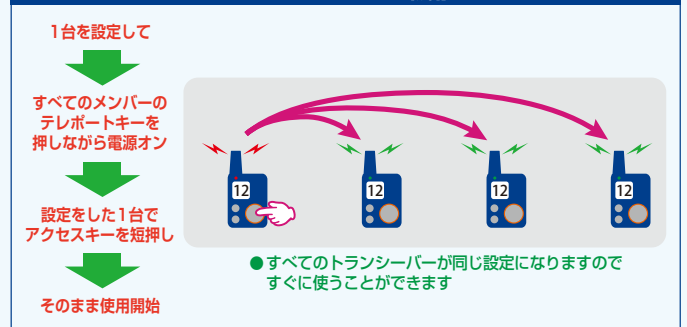 1台を設定して
すべてのメンバーの
テレポートキーを
押しながら電源オン
設定をした1台で
アクセスキーを短押し
そのまま使用開始
12
12
12
12
●すべてのトランシーバーが同じ設定になりますので
すぐに使うことができます